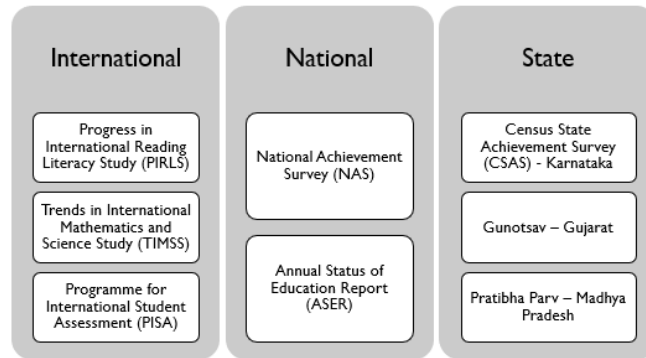 International
Progress in
International Reading
Literacy Study (PIRLS)
Trends in International
Mathematics and
Science Study (TIMSS)
Programme for
International Student
Assessment (PISA)
National
National Achievement
Survey (NAS)
Annual Status of
Education Report
(ASER)
State
Census State
Achievement Survey
(CSAS) - Karnataka
Gunotsav – Gujarat
Pratibha Parv – Madhya
Pradesh